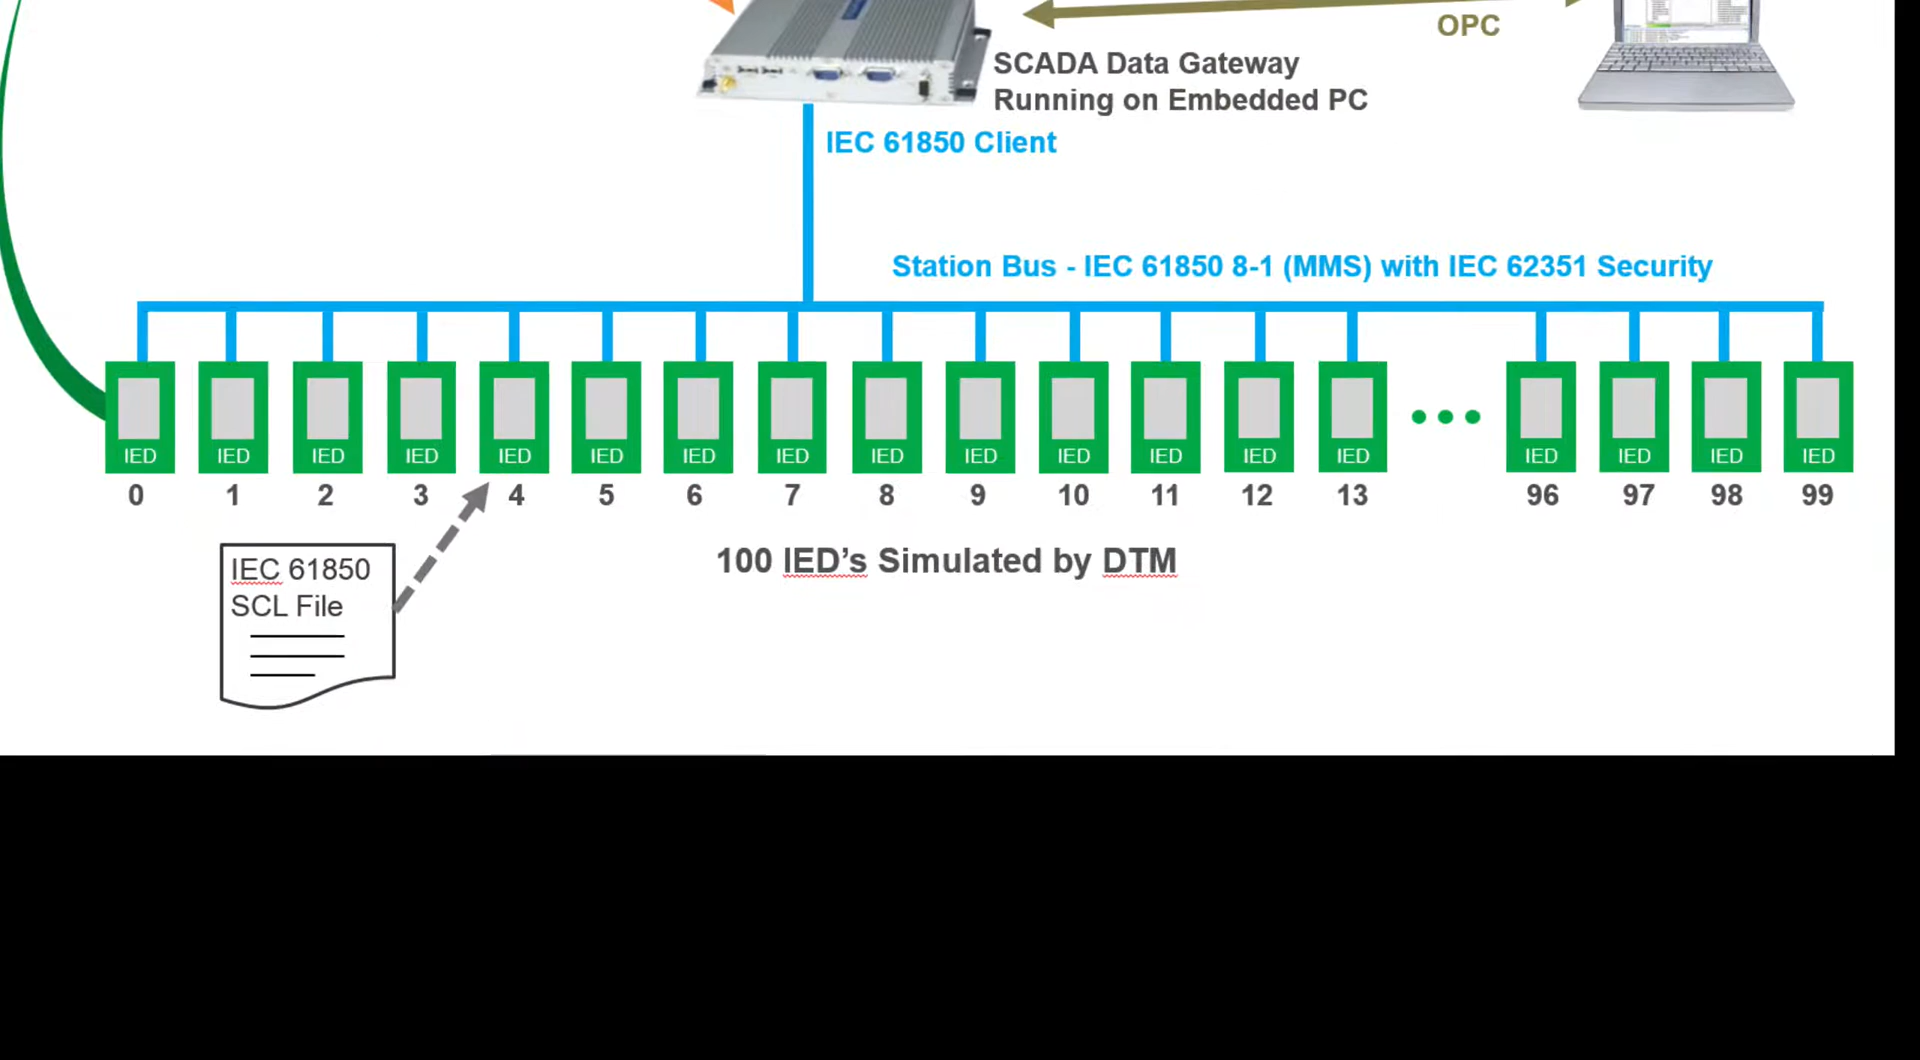 OPC
SCADA Data Gateway
Running on Embedded PC
IEC 61850 Client
Station Bus - IEC 61850 8-1 (MMS) with IEC 62351 Security
IED IED IED IED IED IED IED IED IED IED IED IED IED IED IED IED IED IED
0 1 2 3 4 5 6 7 8 9 10 11 12 13 96 97 98 99
100 IED’s Simulated by DTM
IEC 61850
SCL File